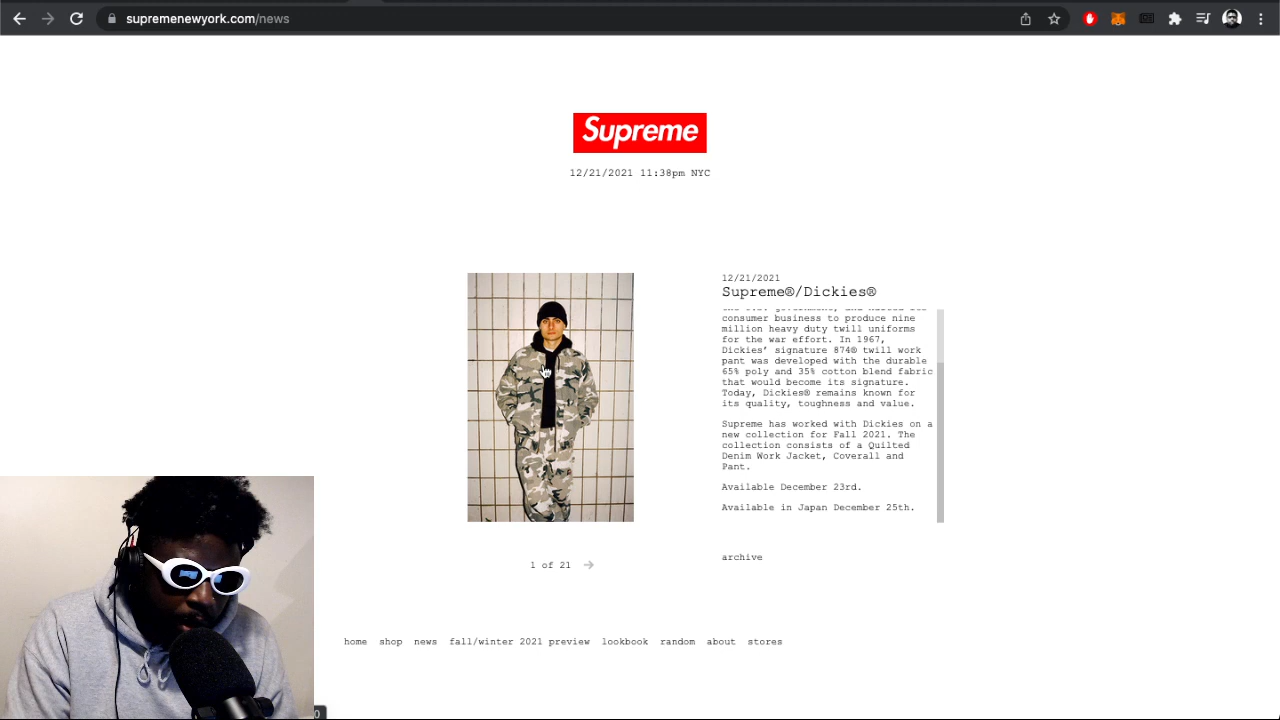 supremenewyork.com/news
Supreme
12/21/2021 11:38pm NYC
12/21/2021
Supreme®/Dickies®
consumer business to produce nine
million heavy duty twill uniforms
for the war effort. In 1967,
Dickies’ signature 874® twill work
pant was developed with the durable
65% poly and 35% cotton blend fabric
that would become its signature.
Today, Dickies® remains known for
its quality, toughness and value.
Supreme has worked with Dickies on a
new collection for Fall 2021. The
collection consists of a Quilted
Denim Work Jacket, Coverall and
Pant.
Available December 23rd.
Available in Japan December 25th.
1 of 21
archive
home shop news fall/winter 2021 preview lookbook random about stores